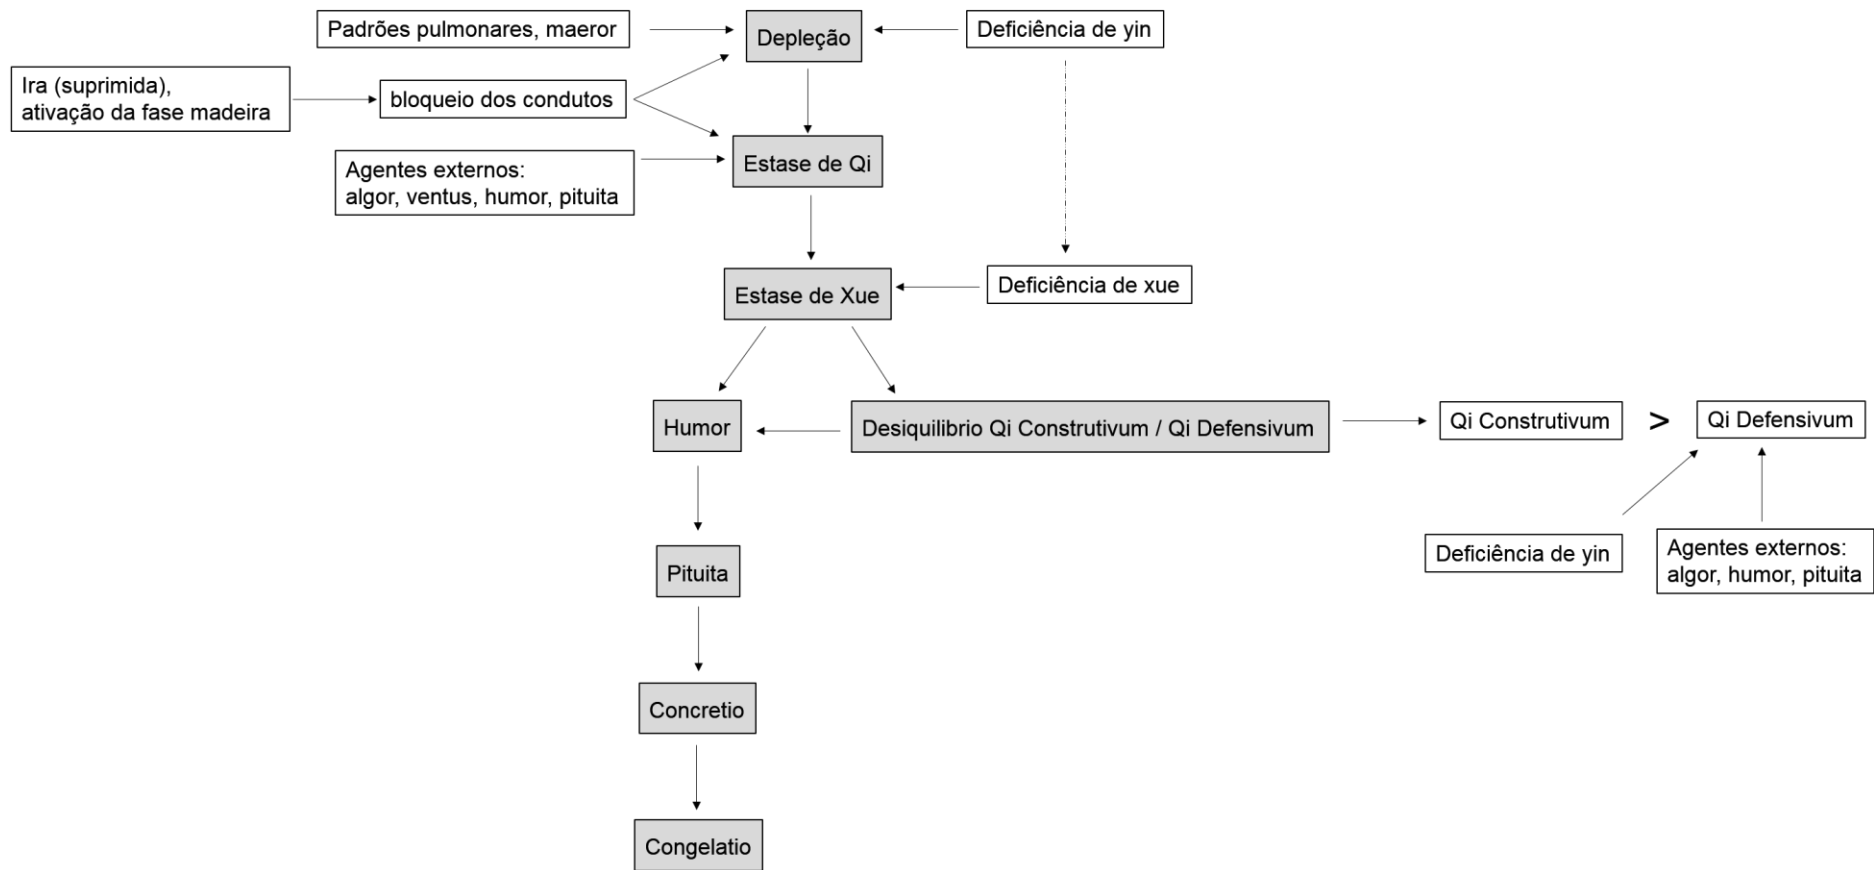 Padrões pulmonares, maeror
Depleção
Deficiência de yin
Ira (suprimida),
ativação da fase madeira
bloqueio dos condutos
Estase de Qi
Agentes externos:
algor, ventus, humor, pituita
Estase de Xue
Deficiência de xue
Humor
Desiquilibrio Qi Construtivum / Qi Defensivum
Qi Construtivum
>
Qi Defensivum
Pituita
Deficiência de yin
Agentes externos:
algor, humor, pituita
Concretio
Congelatio